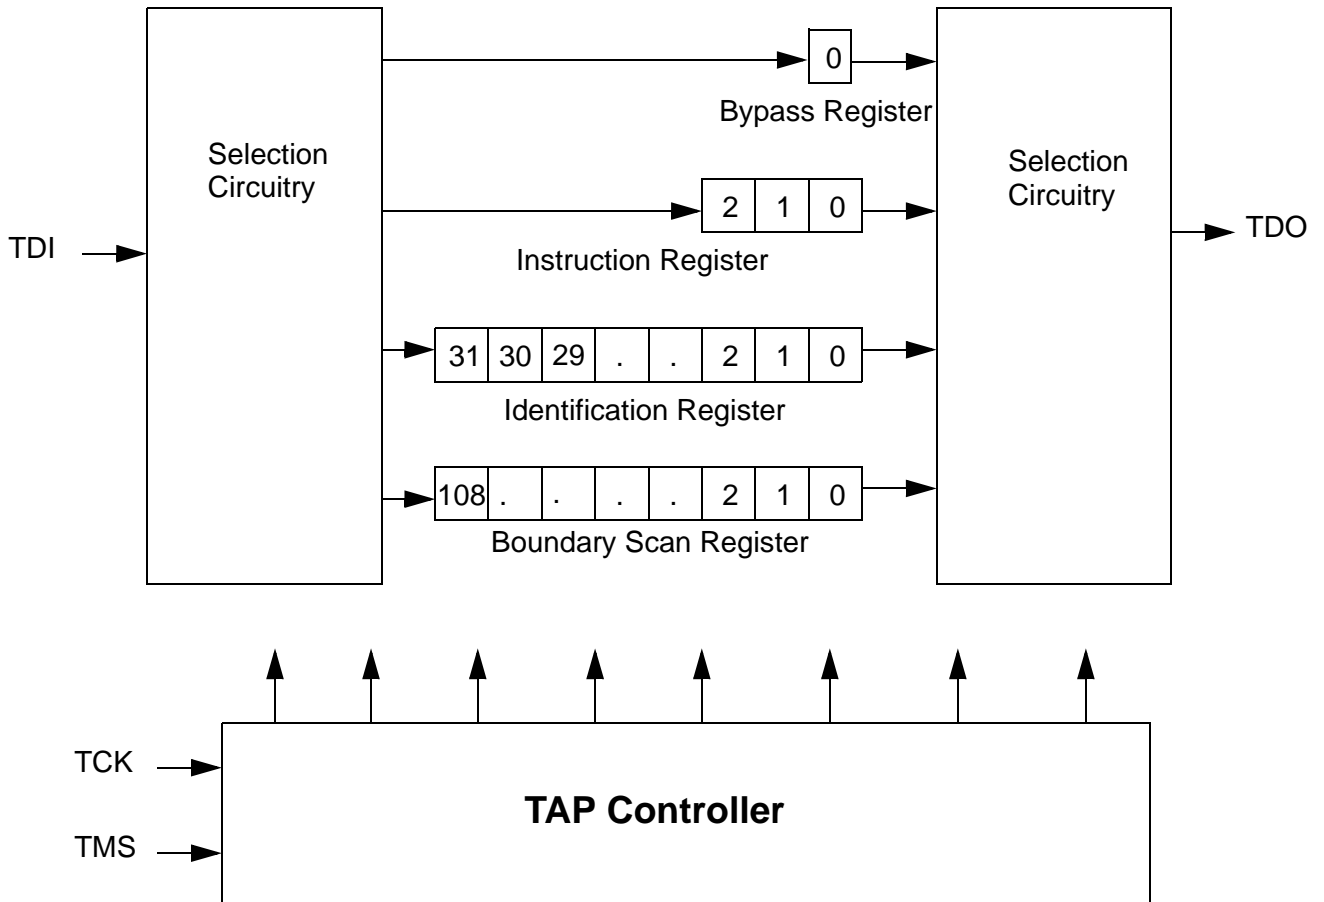 0
Bypass Register
Selection
Circuitry
Selection
Circuitry
2 1 0
Instruction Register
TDI
TDO
31 30 29 . . 2 1 0
Identification Register
108 . . . . 2 1 0
Boundary Scan Register
TCK
TAP Controller
TMS